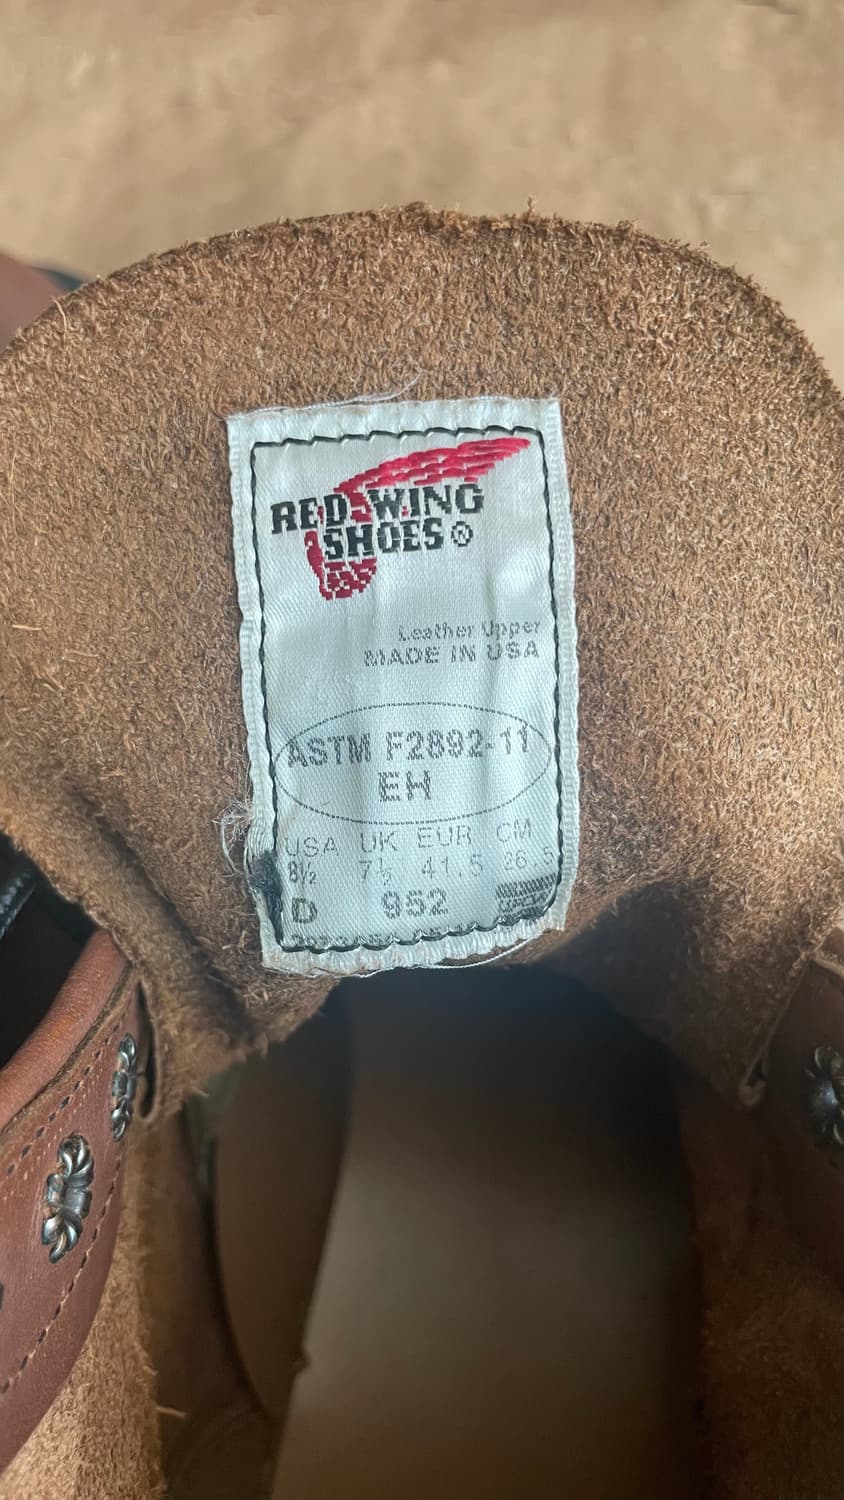 RED WING
SHOES®
Leather Upper
MADE IN USA
ASTM F2892-11
EH
USA UK EUR CM
8½ 7½ 41.5 26.5
D 952